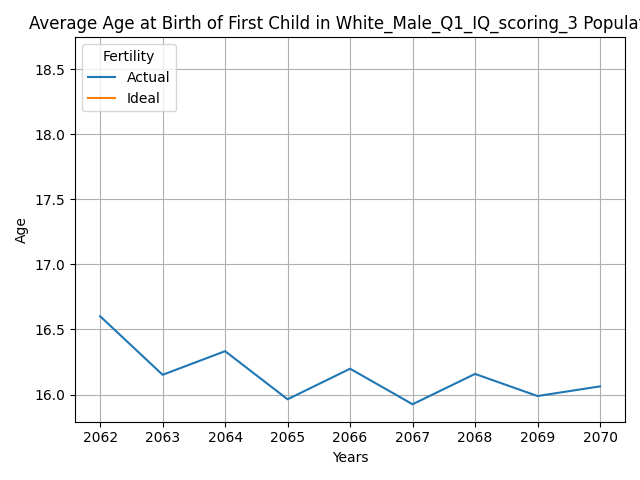 Average Age at Birth of First Child in White_Male_Q1_IQ_scoring_3 Populat
Fertility
Actual
Ideal
18.5
18.0
17.5
17.0
16.5
16.0
Age
2062 2063 2064 2065 2066 2067 2068 2069 2070
Years